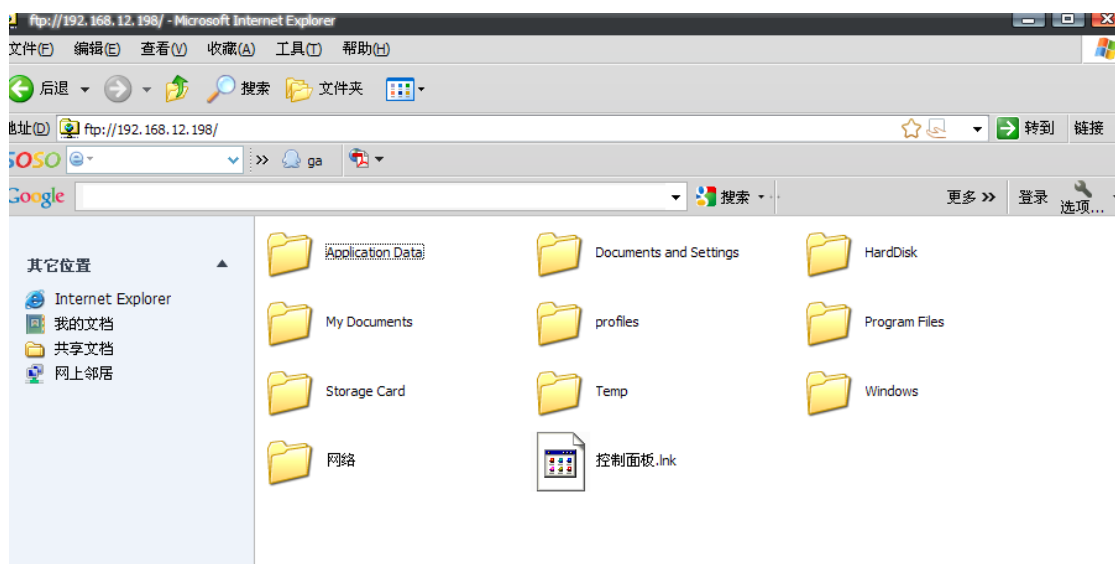 ftp://192.168.12.198/ - Microsoft Internet Explorer
文件(F) 编辑(E) 查看(V) 收藏(A) 工具(T) 帮助(H)
后退 搜索 文件夹
地址(D) ftp://192.168.12.198/ 转到 链接
SOSO ga
Google 搜索 更多 登录 选项...
其它位置
Internet Explorer
我的文档
共享文档
网上邻居
Application Data Documents and Settings HardDisk
My Documents profiles Program Files
Storage Card Temp Windows
网络 控制面板.lnk